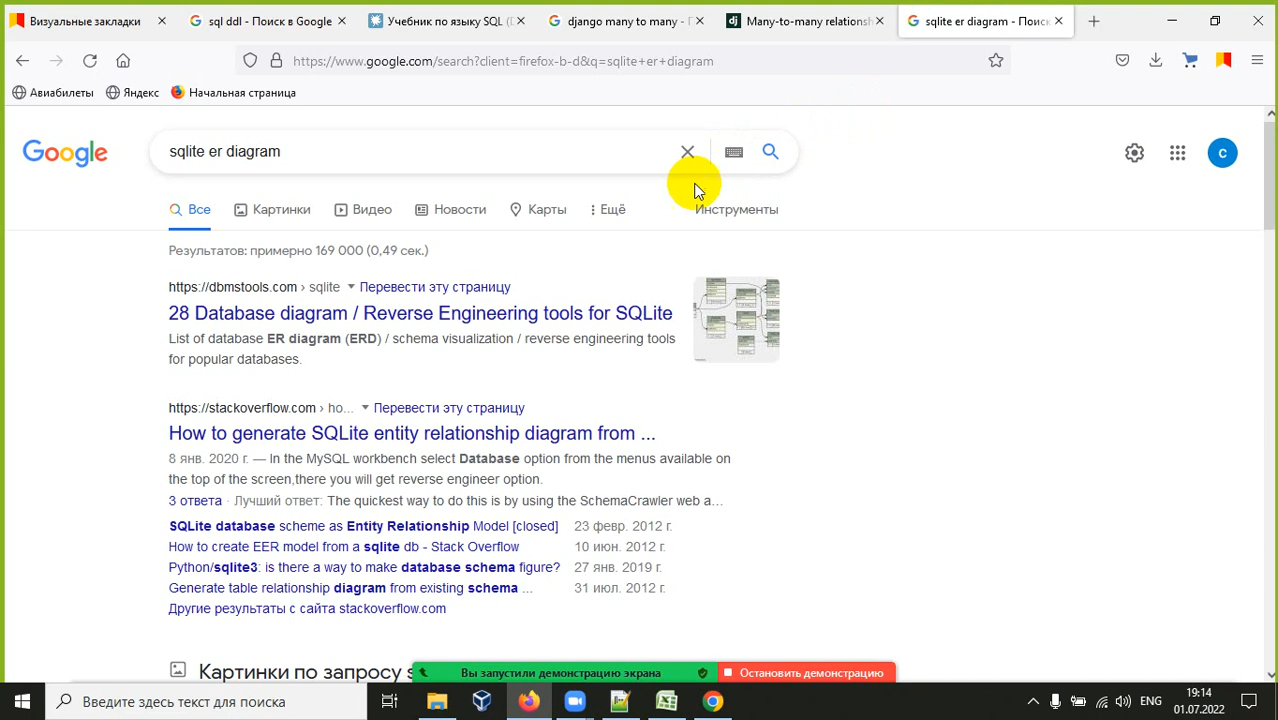 Визуальные закладки
sql ddl - Поиск в Google
Учебник по языку SQL (D
django many to many - П
Many-to-many relationsh
sqlite er diagram - Поиск
https://www.google.com/search?client=firefox-b-d&q=sqlite+er+diagram
Авиабилеты
Яндекс
Начальная страница
Google
sqlite er diagram
С
Все
Картинки
Видео
Новости
Карты
Ещё
Инструменты
Результатов: примерно 169 000 (0,49 сек.)
https://dbmstools.com › sqlite Перевести эту страницу
28 Database diagram / Reverse Engineering tools for SQLite
List of database ER diagram (ERD) / schema visualization / reverse engineering tools
for popular databases.
https://stackoverflow.com › ho... Перевести эту страницу
How to generate SQLite entity relationship diagram from ...
8 янв. 2020 г. — In the MySQL workbench select Database option from the menus available on
the top of the screen,there you will get reverse engineer option.
3 ответа · Лучший ответ: The quickest way to do this is by using the SchemaCrawler web a…
SQLite database scheme as Entity Relationship Model [closed] 23 февр. 2012 г.
How to create EER model from a sqlite db - Stack Overflow 10 июн. 2012 г.
Python/sqlite3: is there a way to make database schema figure? 27 янв. 2019 г.
Generate table relationship diagram from existing schema ... 31 июл. 2012 г.
Другие результаты с сайта stackoverflow.com
Картинки по запросу s
Вы запустили демонстрацию экрана
Остановить демонстрацию
Введите здесь текст для поиска
ENG
19:14
01.07.2022